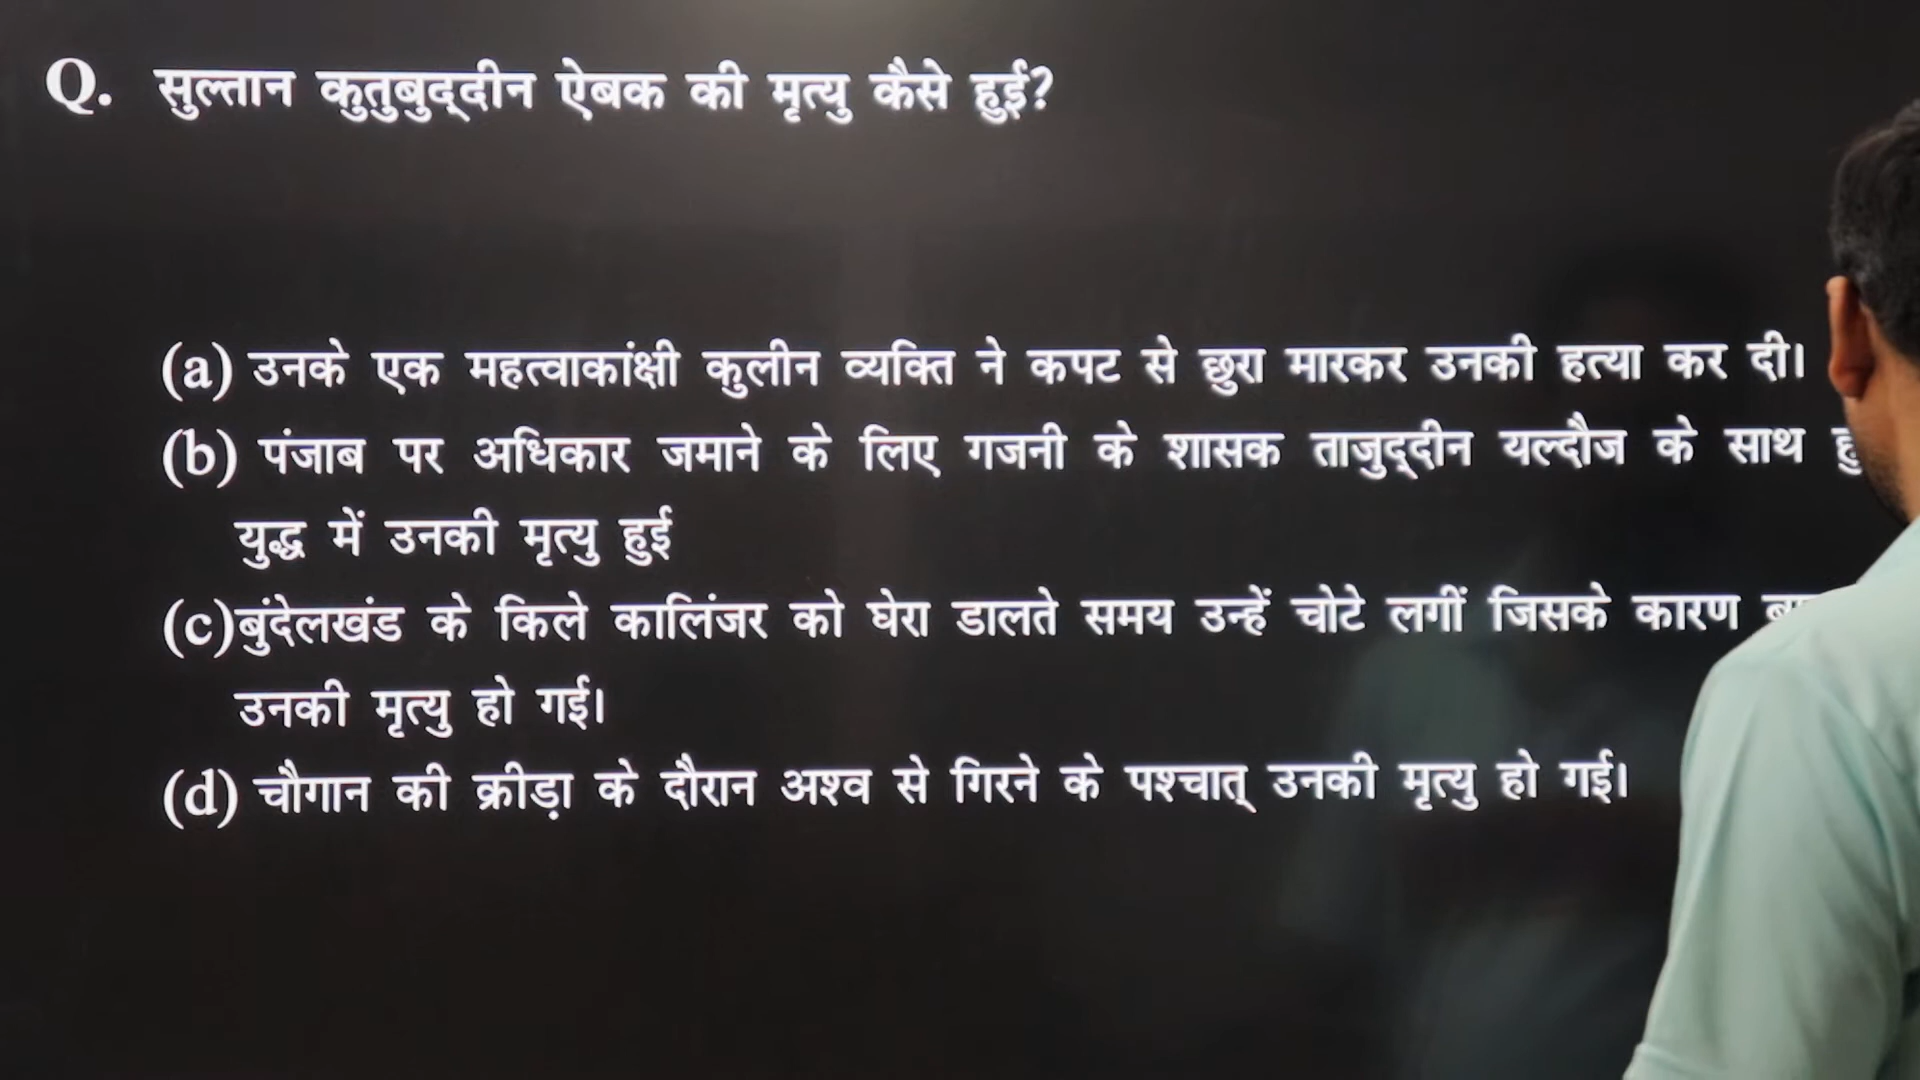 Q. सुल्तान कुतुबुद्दीन ऐबक की मृत्यु कैसे हुई?
(a) उनके एक महत्वाकांक्षी कुलीन व्यक्ति ने कपट से छुरा मारकर उनकी हत्या कर दी।
(b) पंजाब पर अधिकार जमाने के लिए गजनी के शासक ताजुद्दीन यल्दौज के साथ
युद्ध में उनकी मृत्यु हुई
(c) बुंदेलखंड के किले कालिंजर को घेरा डालते समय उन्हें चोटे लगीं जिसके कारण
उनकी मृत्यु हो गई।
(d) चौगान की क्रीड़ा के दौरान अश्व से गिरने के पश्चात् उनकी मृत्यु हो गई।